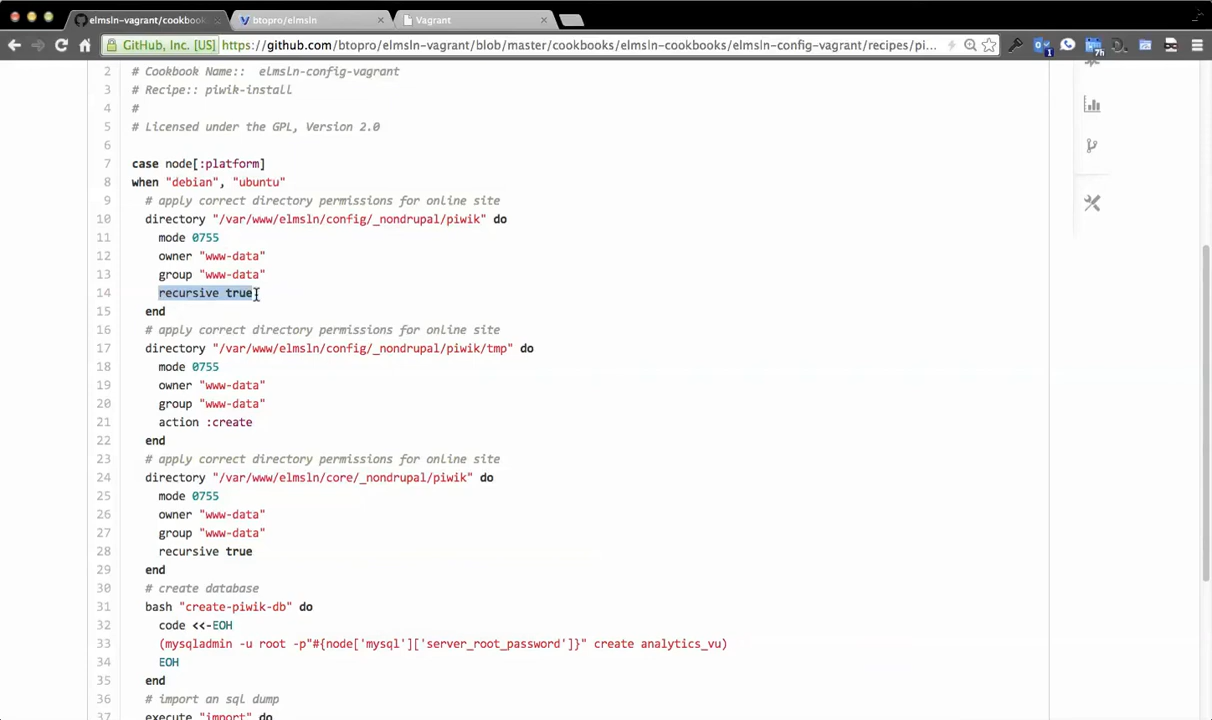 elmsln-vagrant/cookbook
btopro/elmsln
Vagrant
GitHub, Inc. [US]
https://github.com/btopro/elmsln-vagrant/blob/master/cookbooks/elmsln-cookbooks/elmsln-config-vagrant/recipes/pi...
1
7h
2 # Cookbook Name:: elmsln-config-vagrant
3 # Recipe:: piwik-install
4 #
5 # Licensed under the GPL, Version 2.0
6
7 case node[:platform]
8 when "debian", "ubuntu"
9 # apply correct directory permissions for online site
10 directory "/var/www/elmsln/config/_nondrupal/piwik" do
11 mode 0755
12 owner "www-data"
13 group "www-data"
14 recursive true
15 end
16 # apply correct directory permissions for online site
17 directory "/var/www/elmsln/config/_nondrupal/piwik/tmp" do
18 mode 0755
19 owner "www-data"
20 group "www-data"
21 action :create
22 end
23 # apply correct directory permissions for online site
24 directory "/var/www/elmsln/core/_nondrupal/piwik" do
25 mode 0755
26 owner "www-data"
27 group "www-data"
28 recursive true
29 end
30 # create database
31 bash "create-piwik-db" do
32 code <<-EOH
33 (mysqladmin -u root -p"#{node['mysql']['server_root_password']}" create analytics_vu)
34 EOH
35 end
36 # import an sql dump
37 execute "import" do